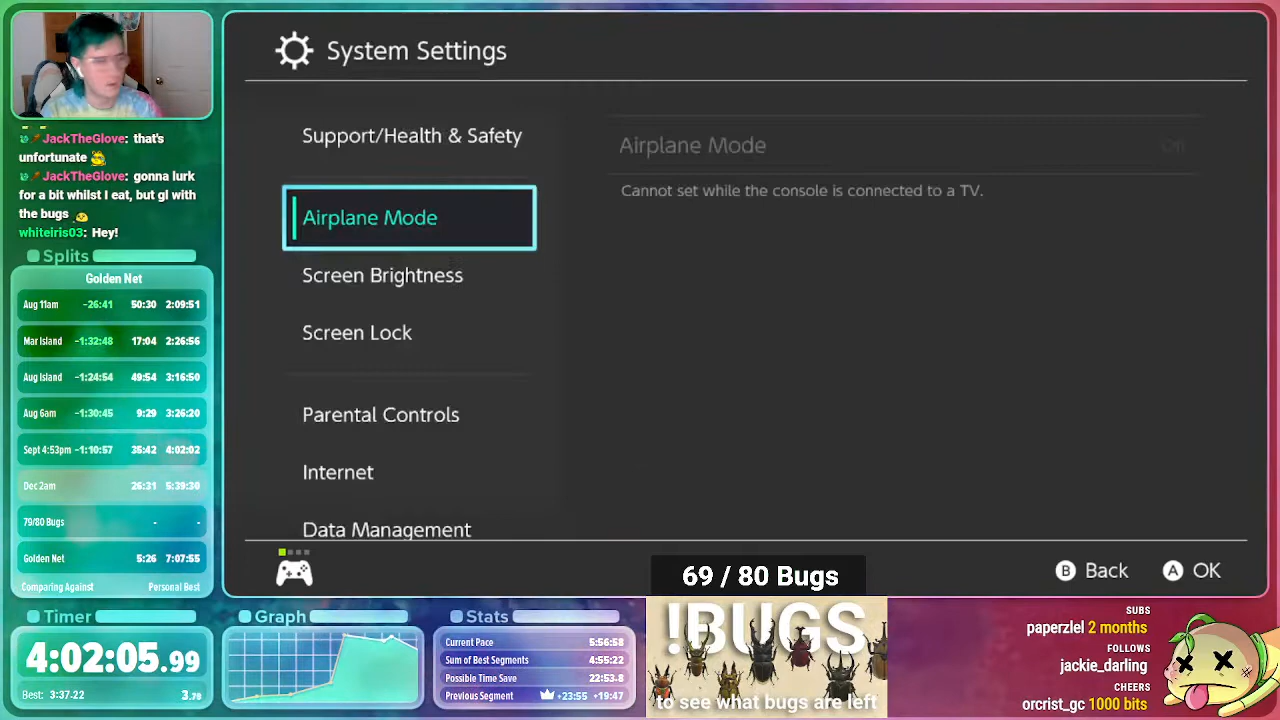 System Settings
Support/Health & Safety
Airplane Mode
Screen Brightness
Screen Lock
Parental Controls
Internet
Data Management
Airplane Mode
On
Cannot set while the console is connected to a TV.
B Back
A OK
JackTheGlove: that's
unfortunate
JackTheGlove: gonna lurk
for a bit whilst I eat, but gl with
the bugs
whiteiris03: Hey!
Splits
Golden Net
Aug 11am -26:41 50:30 2:09:51
Mar Island -1:32:48 17:04 2:26:56
Aug Island -1:24:54 49:54 3:16:50
Aug 6am -1:30:45 9:29 3:26:20
Sept 4:53pm -1:10:57 35:42 4:02:02
Dec 2am 26:31 5:39:30
79/80 Bugs - -
Golden Net 5:26 7:07:55
Comparing Against Personal Best
Timer
4:02:05.99
Best: 3:37.22 3.79
Graph
Stats
Current Pace 5:56:58
Sum of Best Segments 4:55:22
Possible Time Save 22:53.8
Previous Segment +23:55 +19:47
69 / 80 Bugs
!BUGS
to see what bugs are left
SUBS
paperzlel 2 months
FOLLOWS
jackie_darling
CHEERS
orcrist_gc 1000 bits